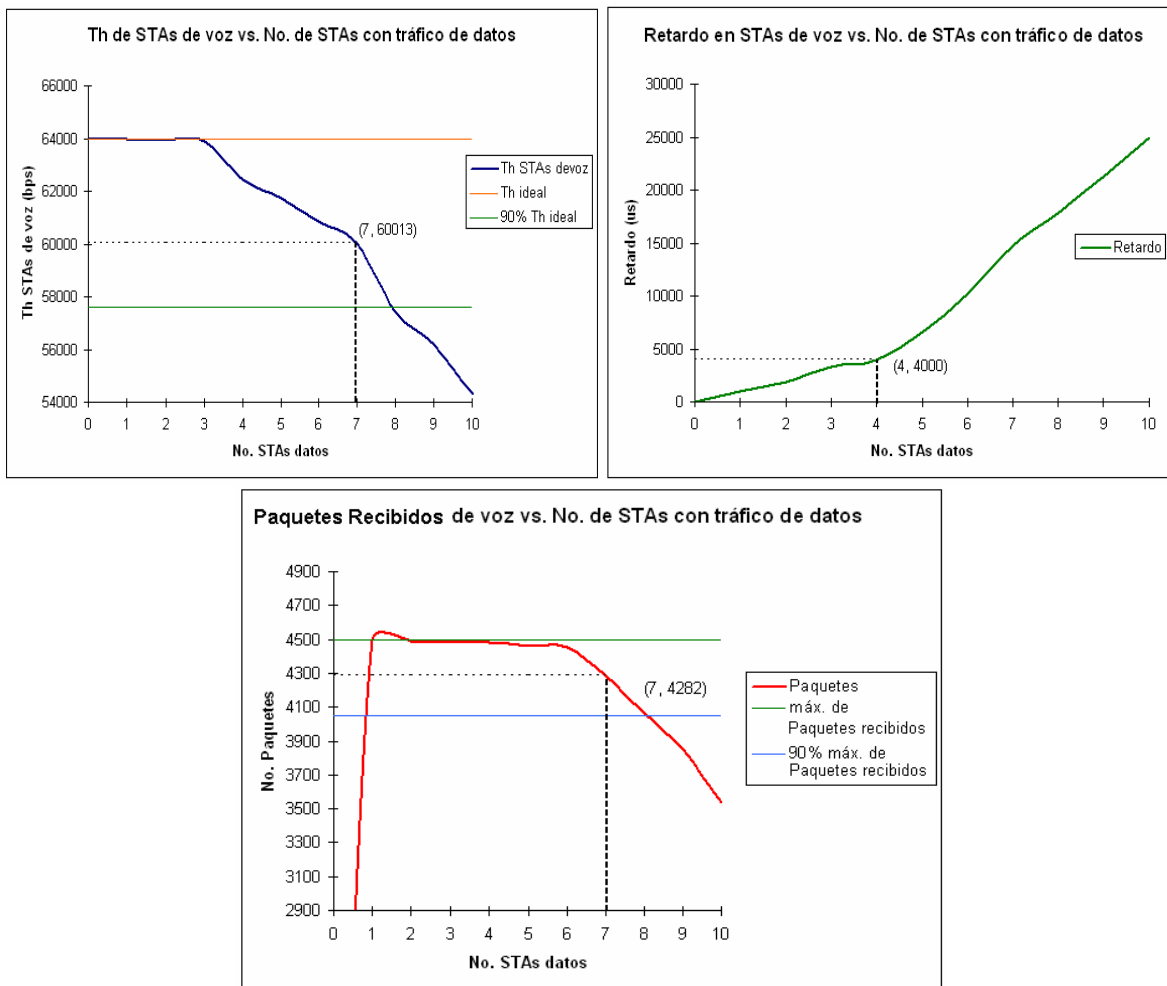 Th de STAs de voz vs. No. de STAs con tráfico de datos
Th STAs de voz (bps)
66000
64000
62000
60000
58000
56000
54000
(7, 60013)
0 1 2 3 4 5 6 7 8 9 10
No. STAs datos
Th STAs devoz
Th ideal
90% Th ideal
Retardo en STAs de voz vs. No. de STAs con tráfico de datos
Retardo (us)
30000
25000
20000
15000
10000
5000
0
(4, 4000)
0 1 2 3 4 5 6 7 8 9 10
No. STAs datos
Retardo
Paquetes Recibidos de voz vs. No. de STAs con tráfico de datos
No. Paquetes
4900
4700
4500
4300
4100
3900
3700
3500
3300
3100
2900
(7, 4282)
0 1 2 3 4 5 6 7 8 9 10
No. STAs datos
Paquetes
máx. de
Paquetes recibidos
90% máx. de
Paquetes recibidos